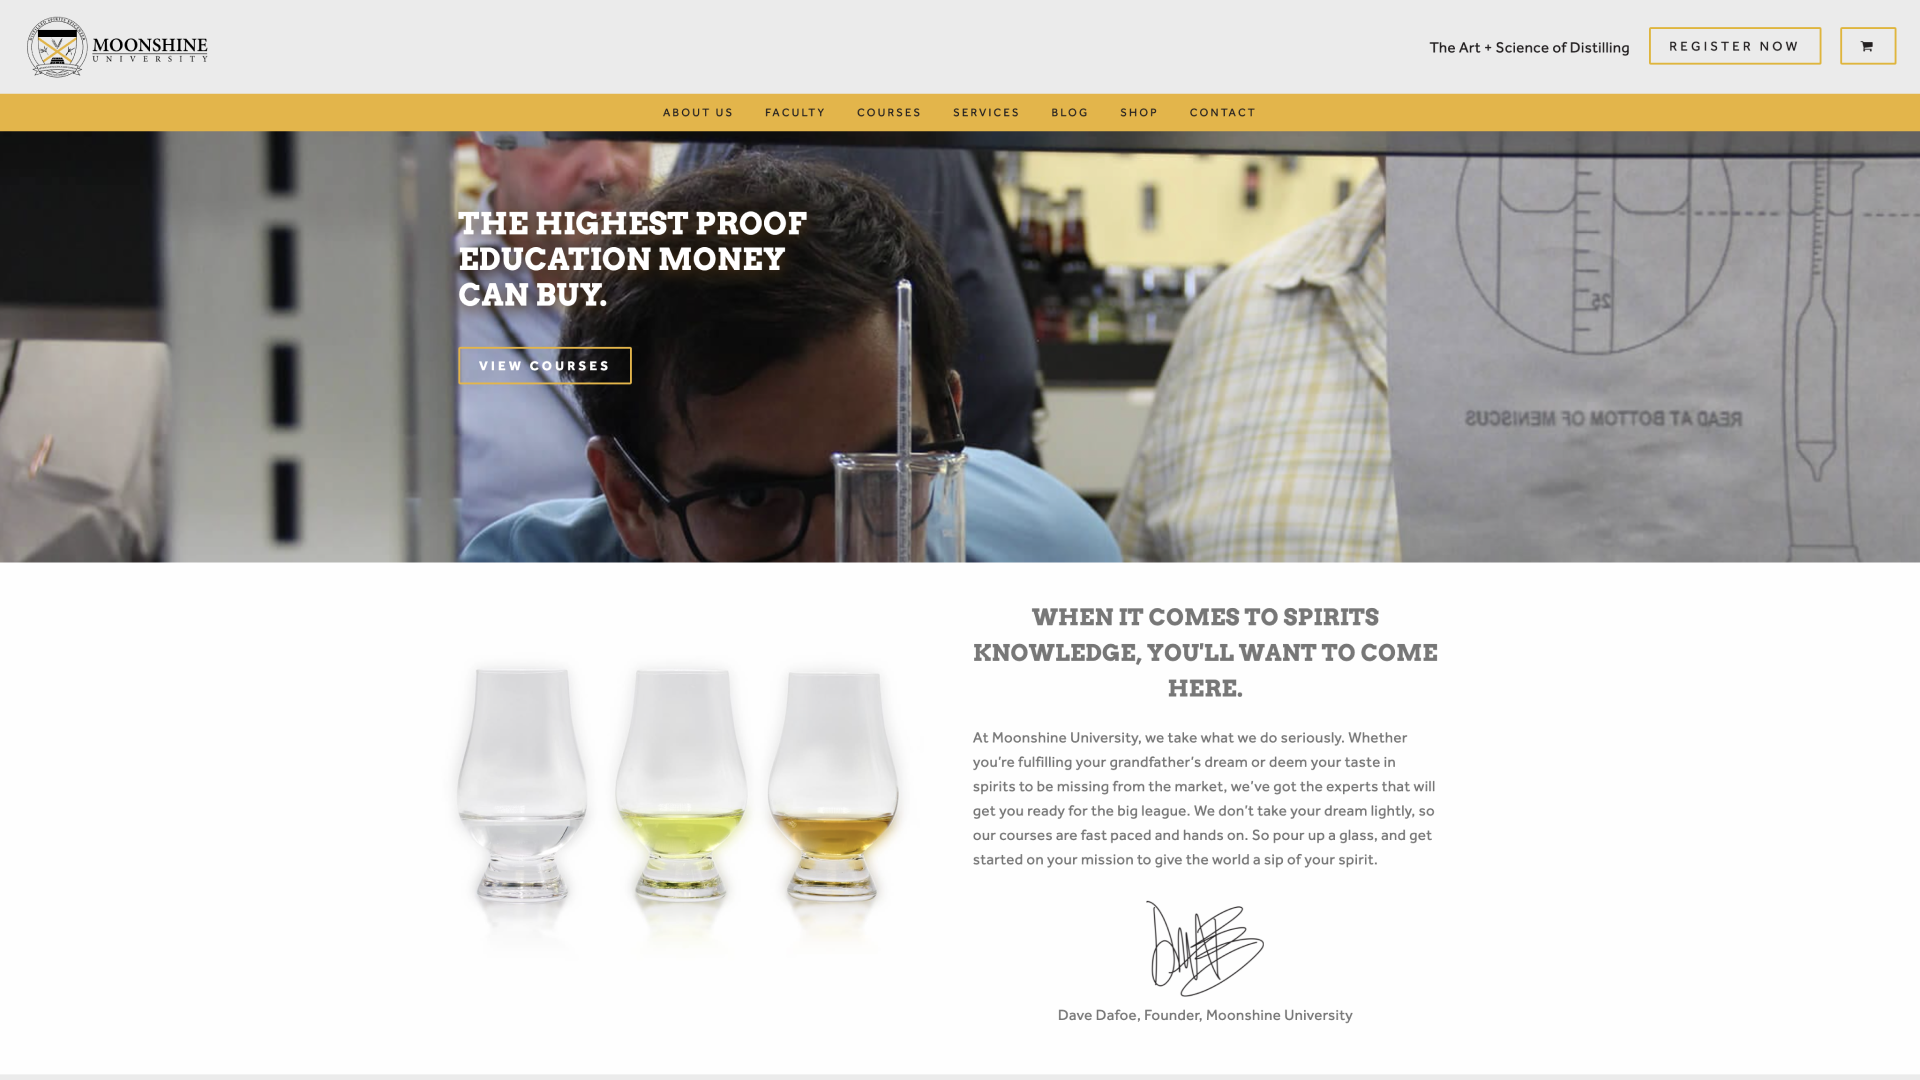 MOONSHINE
UNIVERSITY
The Art + Science of Distilling
REGISTER NOW
ABOUT US
FACULTY
COURSES
SERVICES
BLOG
SHOP
CONTACT
THE HIGHEST PROOF
EDUCATION MONEY
CAN BUY.
VIEW COURSES
25
READ AT BOTTOM OF MENISCUS
WHEN IT COMES TO SPIRITS
KNOWLEDGE, YOU'LL WANT TO COME
HERE.
At Moonshine University, we take what we do seriously. Whether
you’re fulfilling your grandfather’s dream or deem your taste in
spirits to be missing from the market, we’ve got the experts that will
get you ready for the big league. We don’t take your dream lightly, so
our courses are fast paced and hands on. So pour up a glass, and get
started on your mission to give the world a sip of your spirit.
Dave Dafoe, Founder, Moonshine University